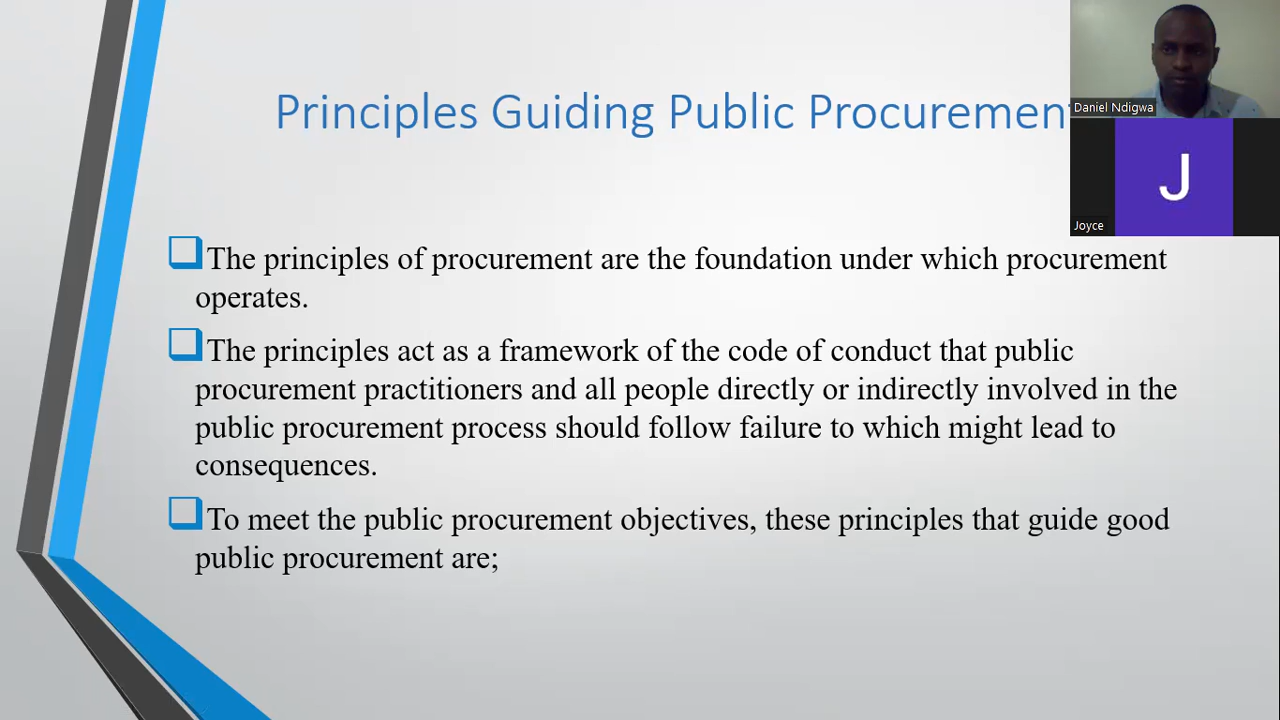 Principles Guiding Public Procurement
Daniel Ndigwa
J
Joyce
The principles of procurement are the foundation under which procurement
operates.
The principles act as a framework of the code of conduct that public
procurement practitioners and all people directly or indirectly involved in the
public procurement process should follow failure to which might lead to
consequences.
To meet the public procurement objectives, these principles that guide good
public procurement are;